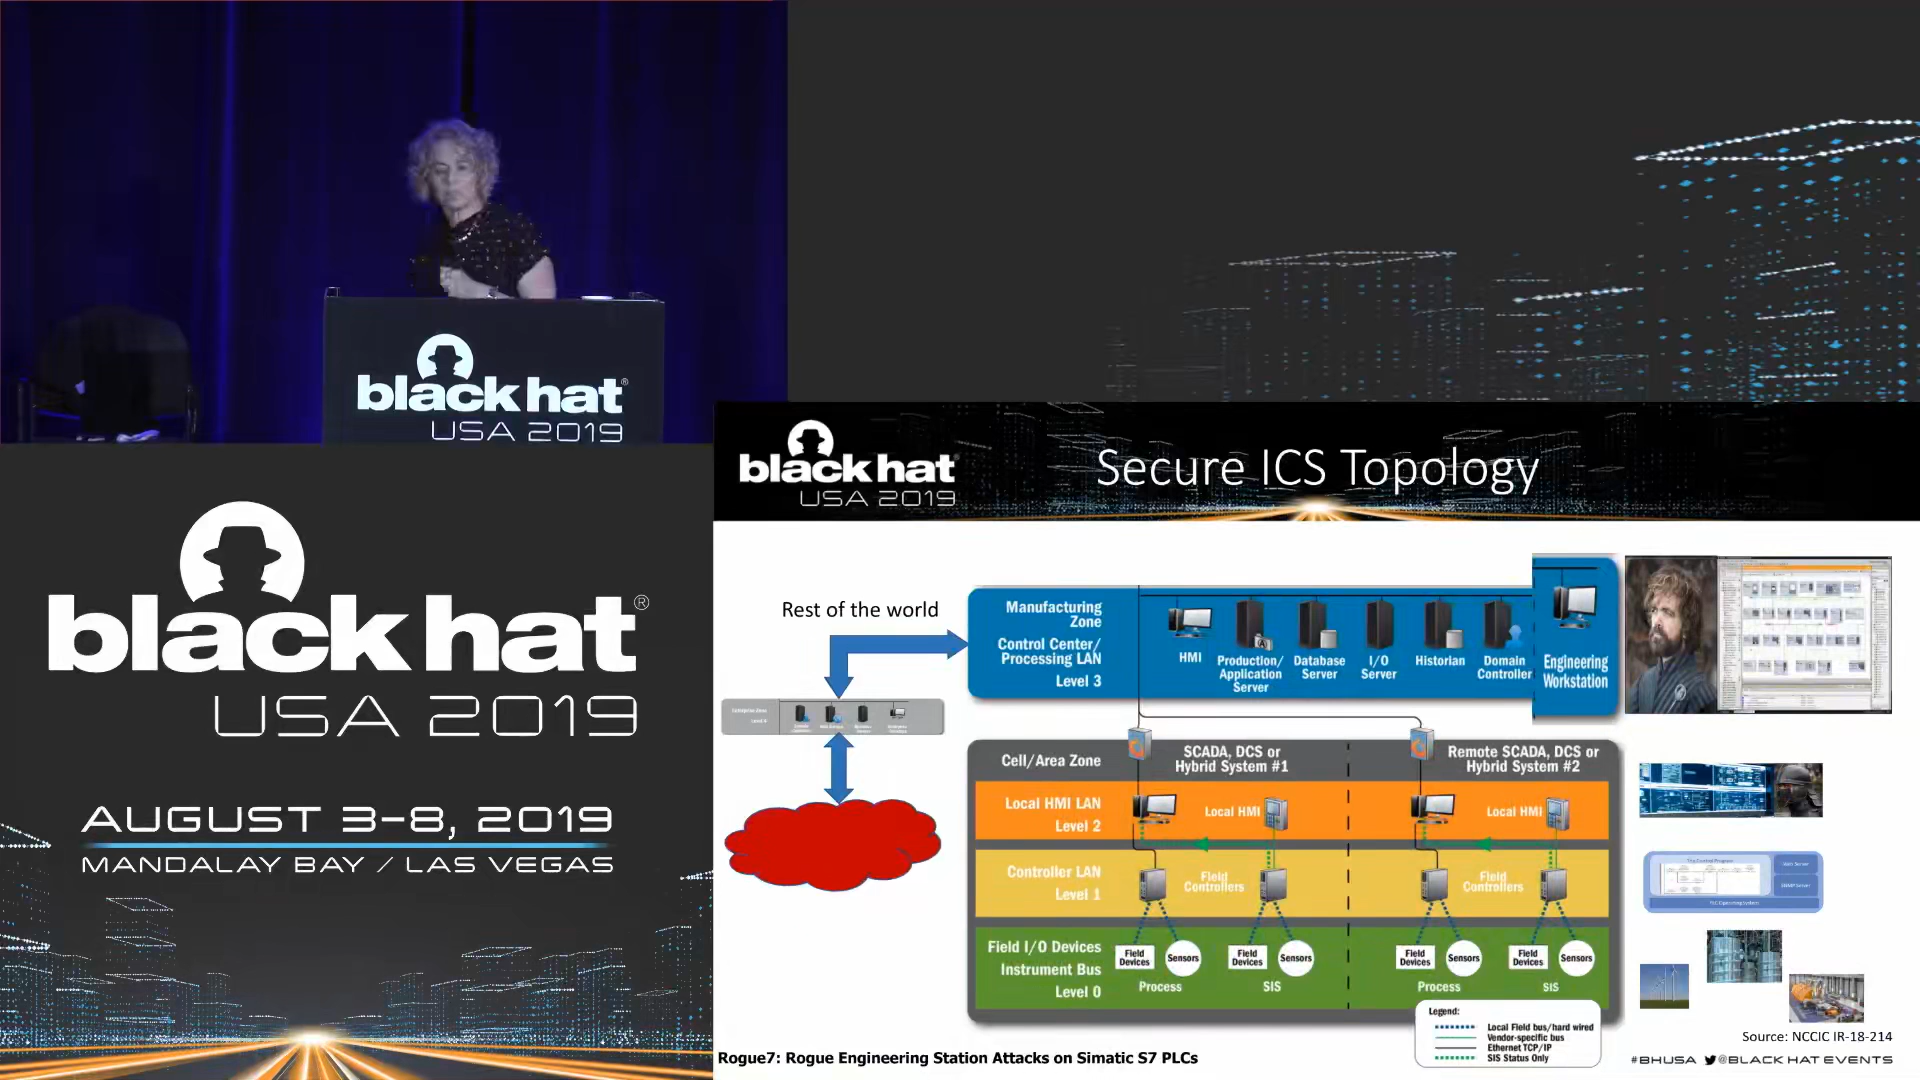 black hat®
USA 2019
black hat®
USA 2019
AUGUST 3-8, 2019
MANDALAY BAY / LAS VEGAS
black hat
USA 2019
Secure ICS Topology
Rest of the world
Manufacturing
Zone
Control Center/
Processing LAN
Level 3
HMI
Production/
Application
Server
Database
Server
I/O
Server
Historian
Domain
Controller
Engineering
Workstation
Cell/Area Zone
SCADA, DCS or
Hybrid System #1
Remote SCADA, DCS or
Hybrid System #2
Local HMI LAN
Level 2
Local HMI
Local HMI
Controller LAN
Level 1
Field
Controllers
Field
Controllers
Field I/O Devices
Instrument Bus
Level 0
Field
Devices
Sensors
Field
Devices
Sensors
Field
Devices
Sensors
Field
Devices
Sensors
Process
SIS
Process
SIS
Legend:
Local Field bus/hard wired
Vendor-specific bus
Ethernet TCP/IP
SIS Status Only
Source: NCCIC IR-18-214
Rogue7: Rogue Engineering Station Attacks on Simatic S7 PLCs
#BHUSA @BLACK HAT EVENTS